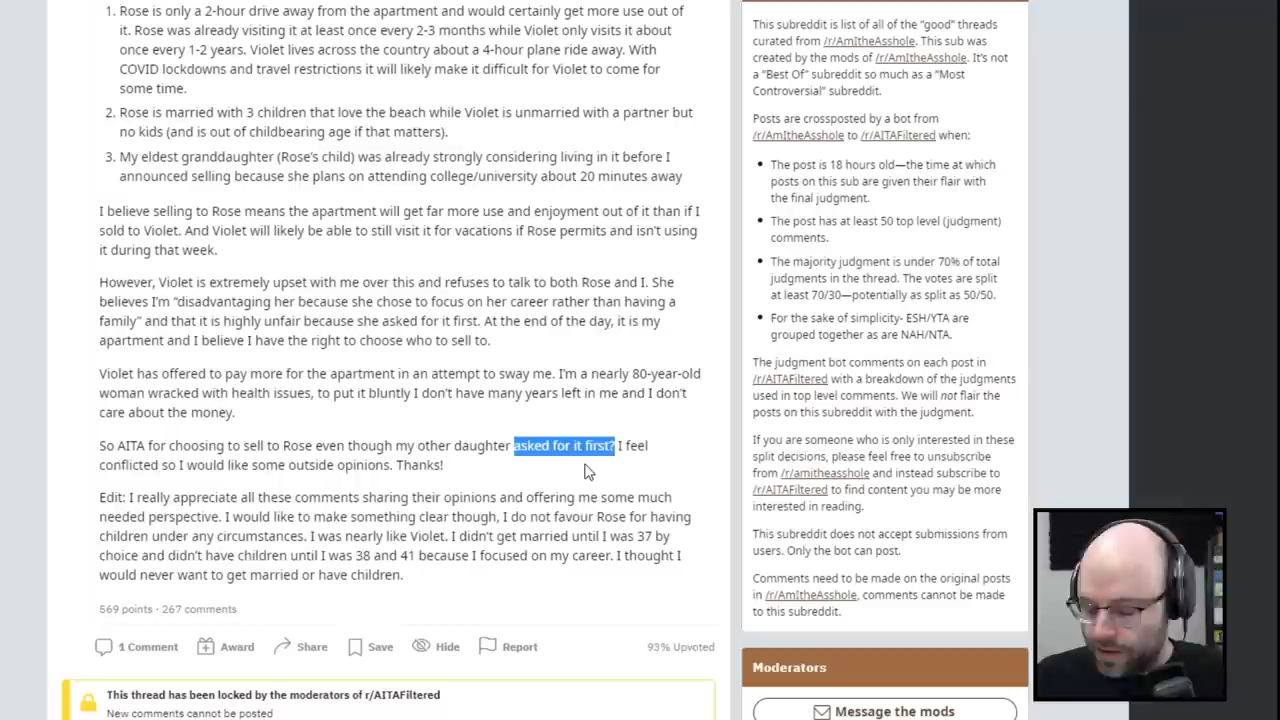 1. Rose is only a 2-hour drive away from the apartment and would certainly get more use out of
it. Rose was already visiting it at least once every 2-3 months while Violet only visits it about
once every 1-2 years. Violet lives across the country about a 4-hour plane ride away. With
COVID lockdowns and travel restrictions it will likely make it difficult for Violet to come for
some time.
2. Rose is married with 3 children that love the beach while Violet is unmarried with a partner but
no kids (and is out of childbearing age if that matters).
3. My eldest granddaughter (Rose's child) was already strongly considering living in it before I
announced selling because she plans on attending college/university about 20 minutes away
I believe selling to Rose means the apartment will get far more use and enjoyment out of it than if I
sold to Violet. And Violet will likely be able to still visit it for vacations if Rose permits and isn't using
it during that week.
However, Violet is extremely upset with me over this and refuses to talk to both Rose and I. She
believes I'm "disadvantaging her because she chose to focus on her career rather than having a
family" and that it is highly unfair because she asked for it first. At the end of the day, it is my
apartment and I believe I have the right to choose who to sell to.
Violet has offered to pay more for the apartment in an attempt to sway me. I'm a nearly 80-year-old
woman wracked with health issues, to put it bluntly I don't have many years left in me and I don't
care about the money.
So AITA for choosing to sell to Rose even though my other daughter asked for it first? I feel
conflicted so I would like some outside opinions. Thanks!
Edit: I really appreciate all these comments sharing their opinions and offering me some much
needed perspective. I would like to make something clear though, I do not favour Rose for having
children under any circumstances. I was nearly like Violet. I didn't get married until I was 37 by
choice and didn't have children until I was 38 and 41 because I focused on my career. I thought I
would never want to get married or have children.
569 points · 267 comments
1 Comment Award Share Save Hide Report 93% Upvoted
This thread has been locked by the moderators of r/AITAFiltered
New comments cannot be posted
This subreddit is list of all of the "good" threads
curated from /r/AmItheAsshole. This sub was
created by the mods of /r/AmItheAsshole. It's not
a "Best Of" subreddit so much as a "Most
Controversial" subreddit.
Posts are crossposted by a bot from
/r/AmItheAsshole to /r/AITAFiltered when:
• The post is 18 hours old—the time at which
posts on this sub are given their flair with
the final judgment.
• The post has at least 50 top level (judgment)
comments.
• The majority judgment is under 70% of total
judgments in the thread. The votes are split
at least 70/30—potentially as split as 50/50.
• For the sake of simplicity- ESH/YTA are
grouped together as are NAH/NTA.
The judgment bot comments on each post in
/r/AITAFiltered with a breakdown of the judgments
used in top level comments. We will not flair the
posts on this subreddit with the judgment.
If you are someone who is only interested in these
split decisions, please feel free to unsubscribe
from /r/amitheasshole and instead subscribe to
/r/AITAFiltered to find content you may be more
interested in reading.
This subreddit does not accept submissions from
users. Only the bot can post.
Comments need to be made on the original posts
in /r/AmItheAsshole, comments cannot be made
to this subreddit.
Moderators
Message the mods